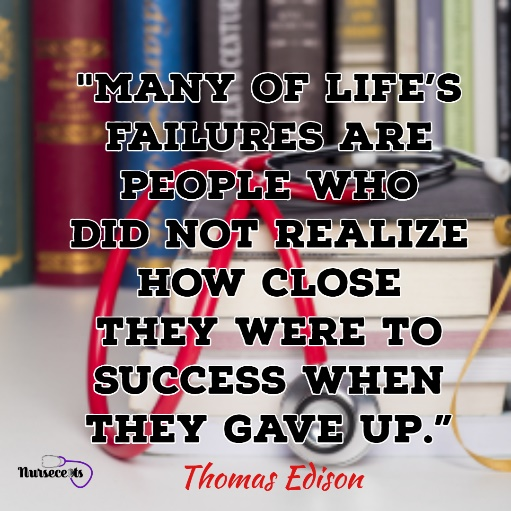 "MANY OF LIFE'S
FAILURES ARE
PEOPLE WHO
DID NOT REALIZE
HOW CLOSE
THEY WERE TO
SUCCESS WHEN
THEY GAVE UP."
Thomas Edison